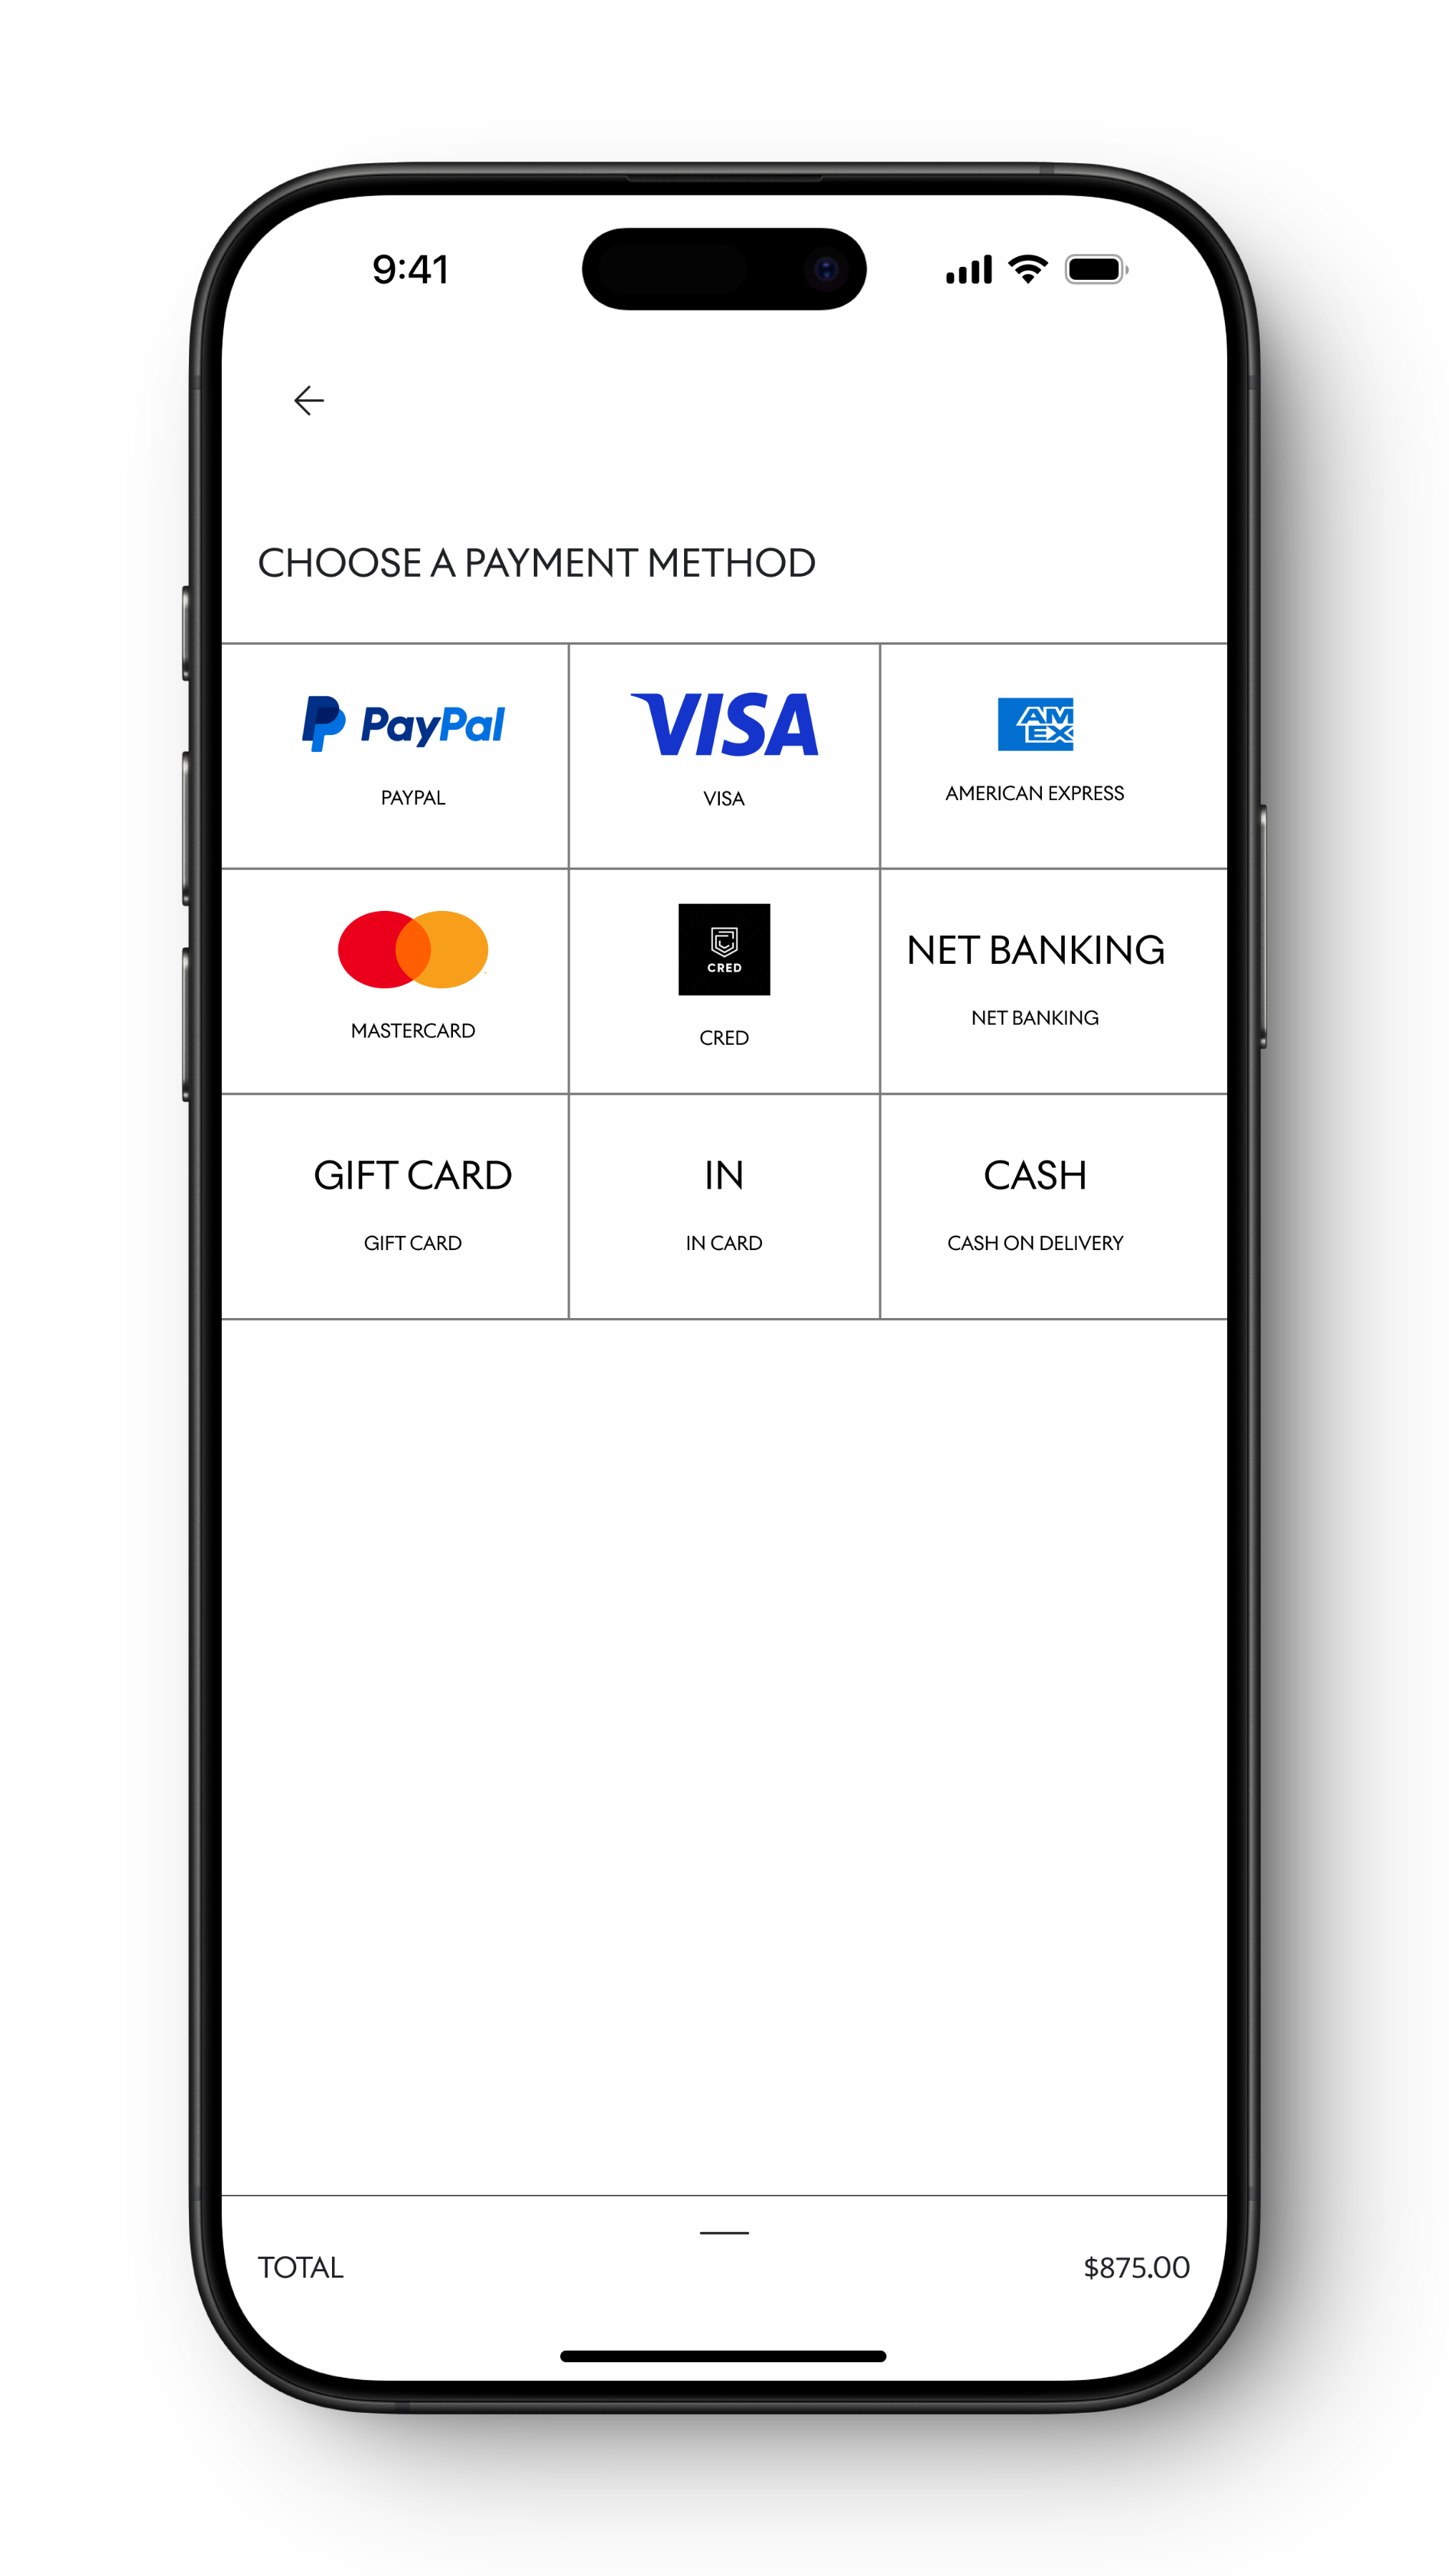 9:41
CHOOSE A PAYMENT METHOD
PayPal
PAYPAL
VISA
VISA
AM
EX
AMERICAN EXPRESS
MASTERCARD
CRED
CRED
NET BANKING
NET BANKING
GIFT CARD
GIFT CARD
IN
IN CARD
CASH
CASH ON DELIVERY
TOTAL $875.00